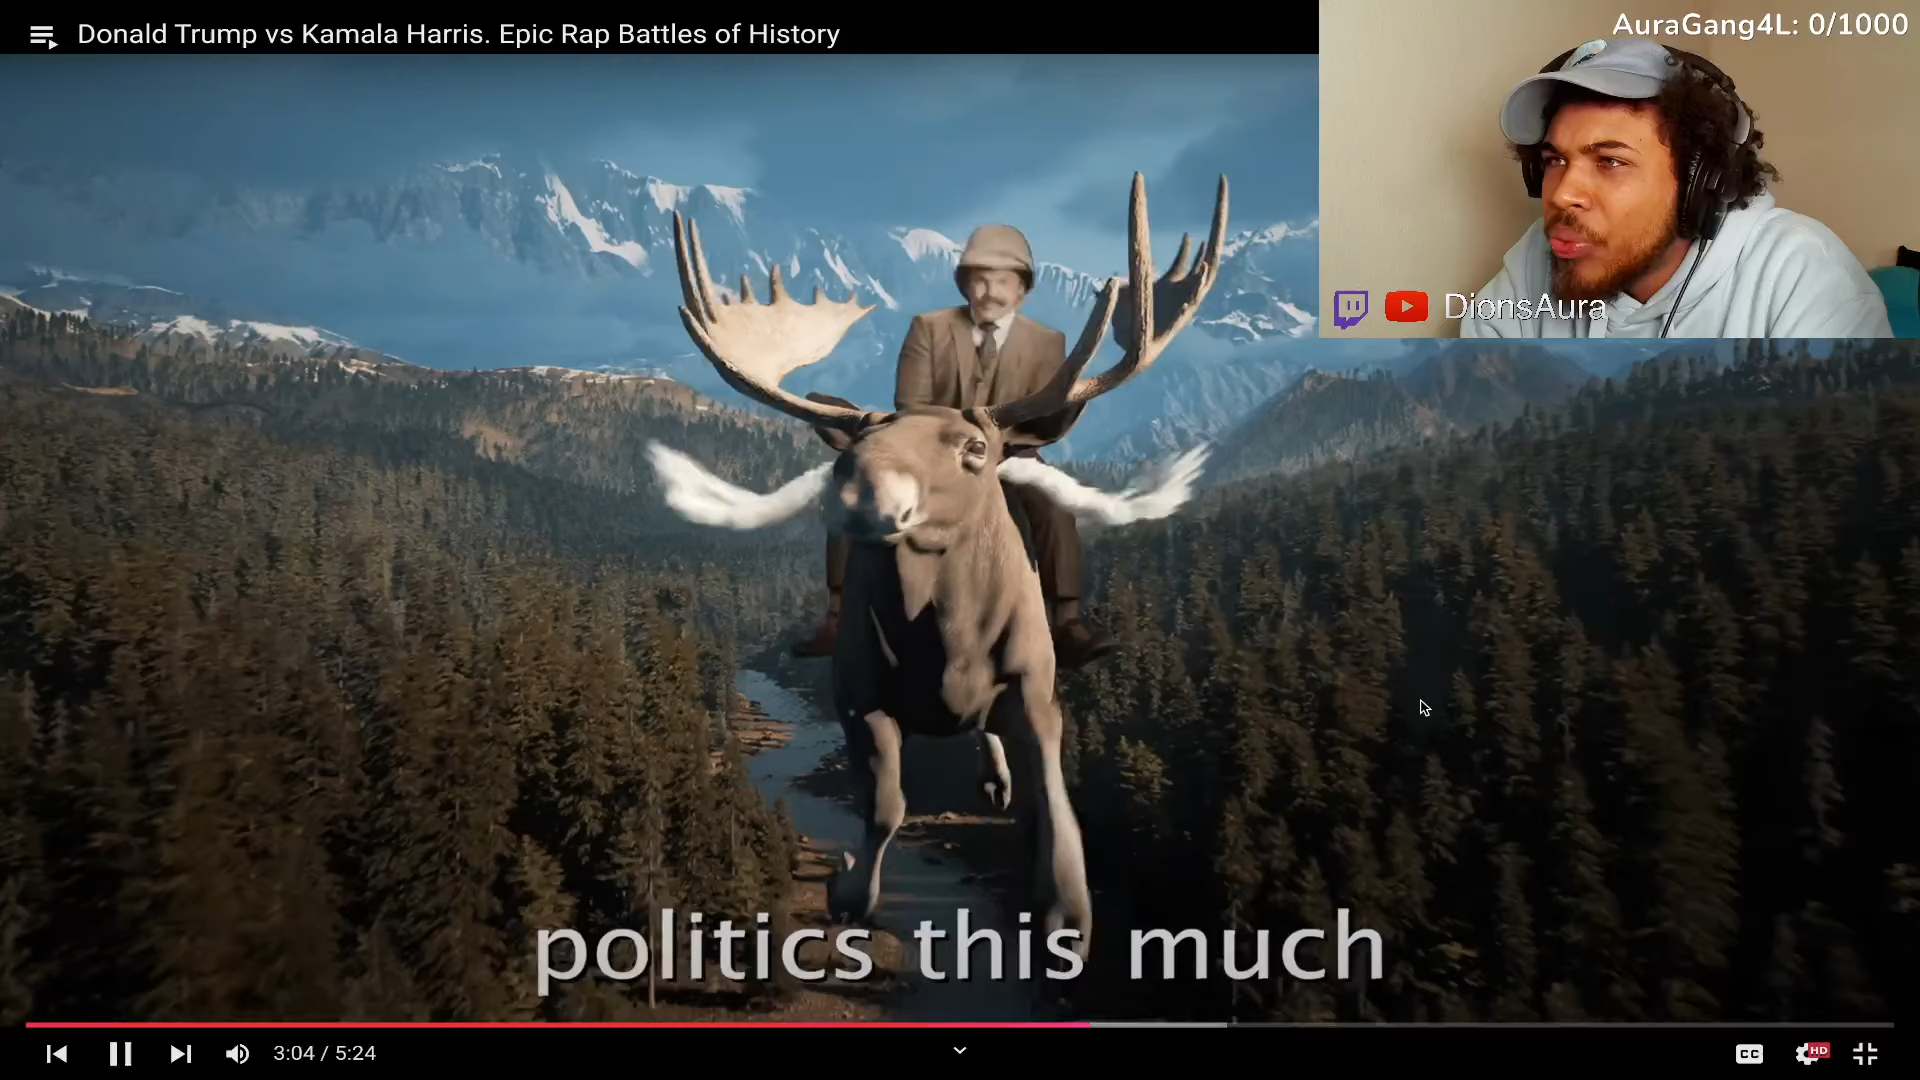 Donald Trump vs Kamala Harris. Epic Rap Battles of History
AuraGang4L: 0/1000
DionsAura
politics this much
3:04 / 5:24
CC
HD